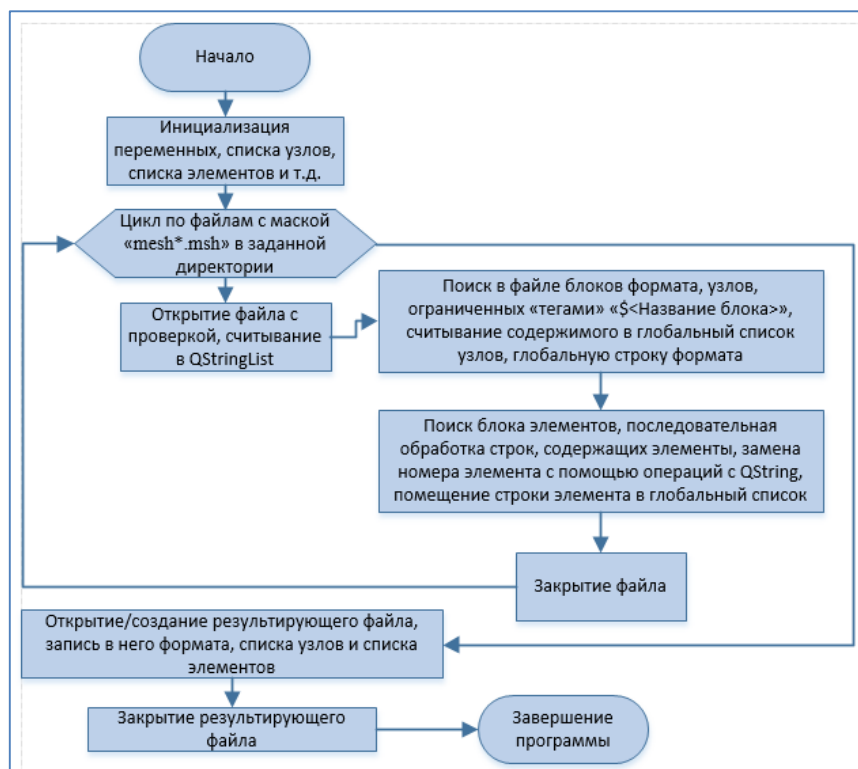 Начало
Инициализация
переменных, списка узлов,
списка элементов и т.д.
Цикл по файлам с маской
«mesh*.msh» в заданной
директории
Открытие файла с
проверкой, считывание
в QStringList
Поиск в файле блоков формата, узлов,
ограниченных «тегами» «$<Название блока>»,
считывание содержимого в глобальный список
узлов, глобальную строку формата
Поиск блока элементов, последовательная
обработка строк, содержащих элементы, замена
номера элемента с помощью операций с QString,
помещение строки элемента в глобальный список
Закрытие файла
Открытие/создание результирующего файла,
запись в него формата, списка узлов и списка
элементов
Закрытие результирующего
файла
Завершение
программы